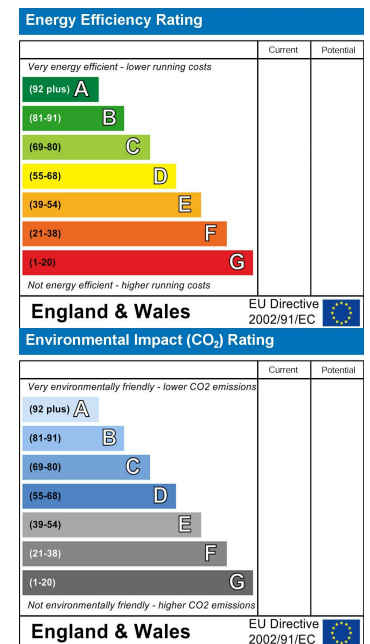 Energy Efficiency Rating
Current Potential
Very energy efficient - lower running costs
(92 plus) A
(81-91) B
(69-80) C
(55-68) D
(39-54) E
(21-38) F
(1-20) G
Not energy efficient - higher running costs
England & Wales
EU Directive
2002/91/EC
Environmental Impact (CO₂) Rating
Current Potential
Very environmentally friendly - lower CO2 emissions
(92 plus) A
(81-91) B
(69-80) C
(55-68) D
(39-54) E
(21-38) F
(1-20) G
Not environmentally friendly - higher CO2 emissions
England & Wales
EU Directive
2002/91/EC